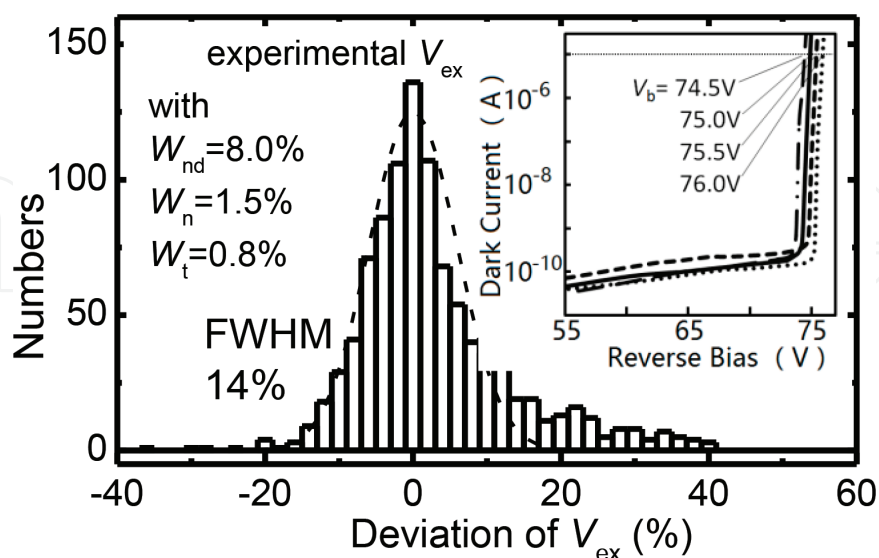 150
100
50
0
Numbers
experimental Vex
with
Wnd=8.0%
Wn=1.5%
Wt=0.8%
FWHM
14%
-40 -20 0 20 40 60
Deviation of Vex (%)
Dark Current (A)
10-6
10-8
10-10
Vb= 74.5V
75.0V
75.5V
76.0V
55 65 75
Reverse Bias (V)